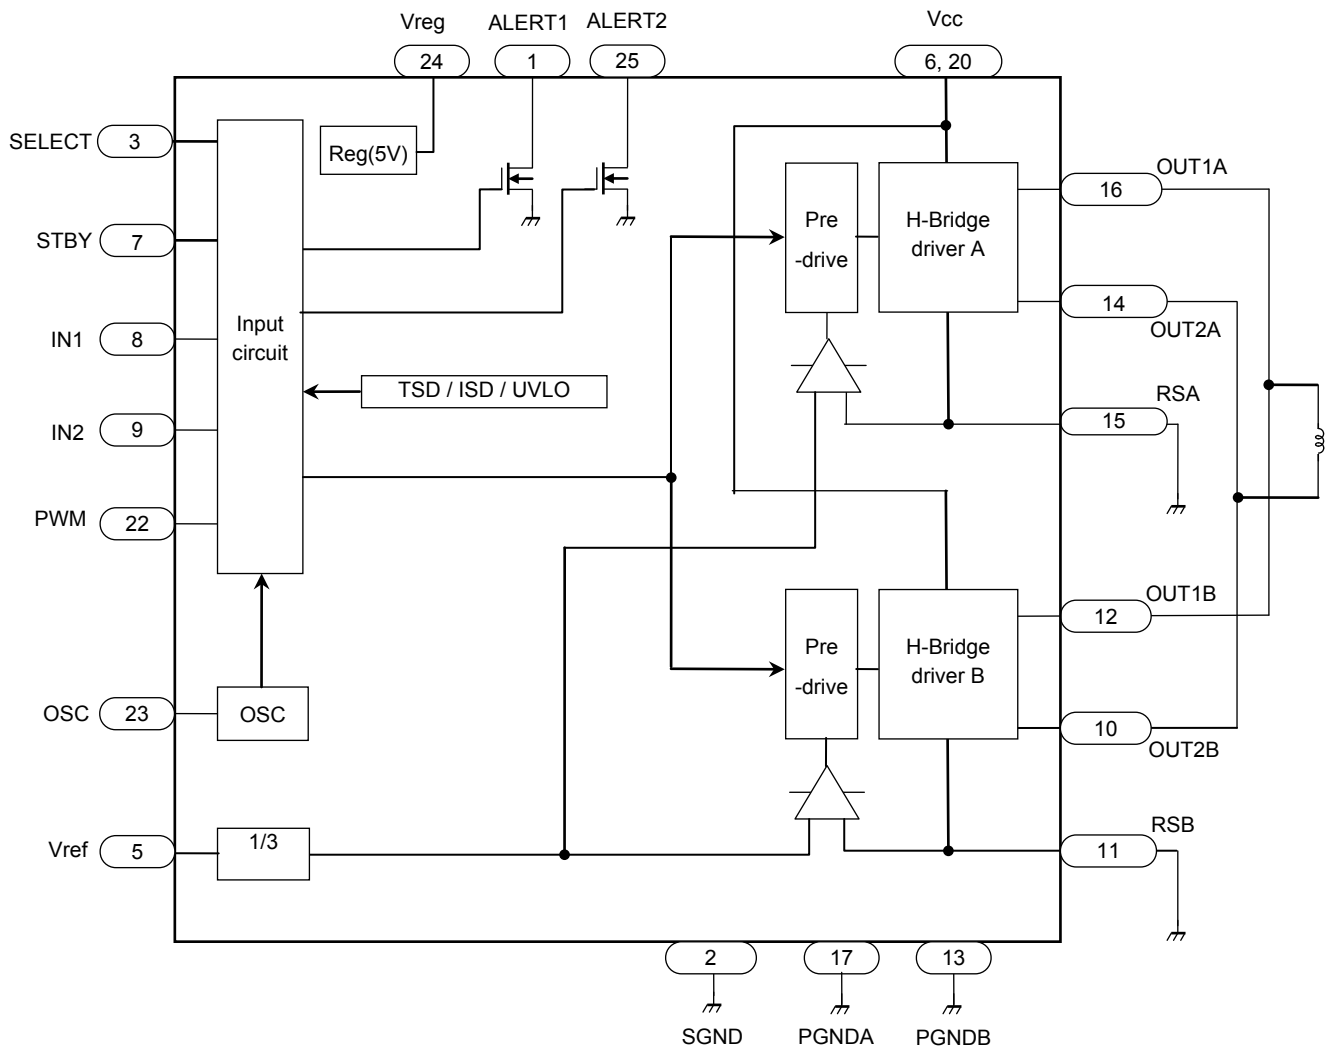 Vreg
ALERT1
ALERT2
Vcc
24
1
25
6, 20
SELECT
3
Reg(5V)
STBY
7
IN1
8
Input
circuit
TSD / ISD / UVLO
IN2
9
PWM
22
OSC
23
OSC
Vref
5
1/3
Pre
-drive
H-Bridge
driver A
OUT1A
16
14
OUT2A
RSA
15
Pre
-drive
H-Bridge
driver B
OUT1B
12
10
OUT2B
RSB
11
2
17
13
SGND
PGNDA
PGNDB